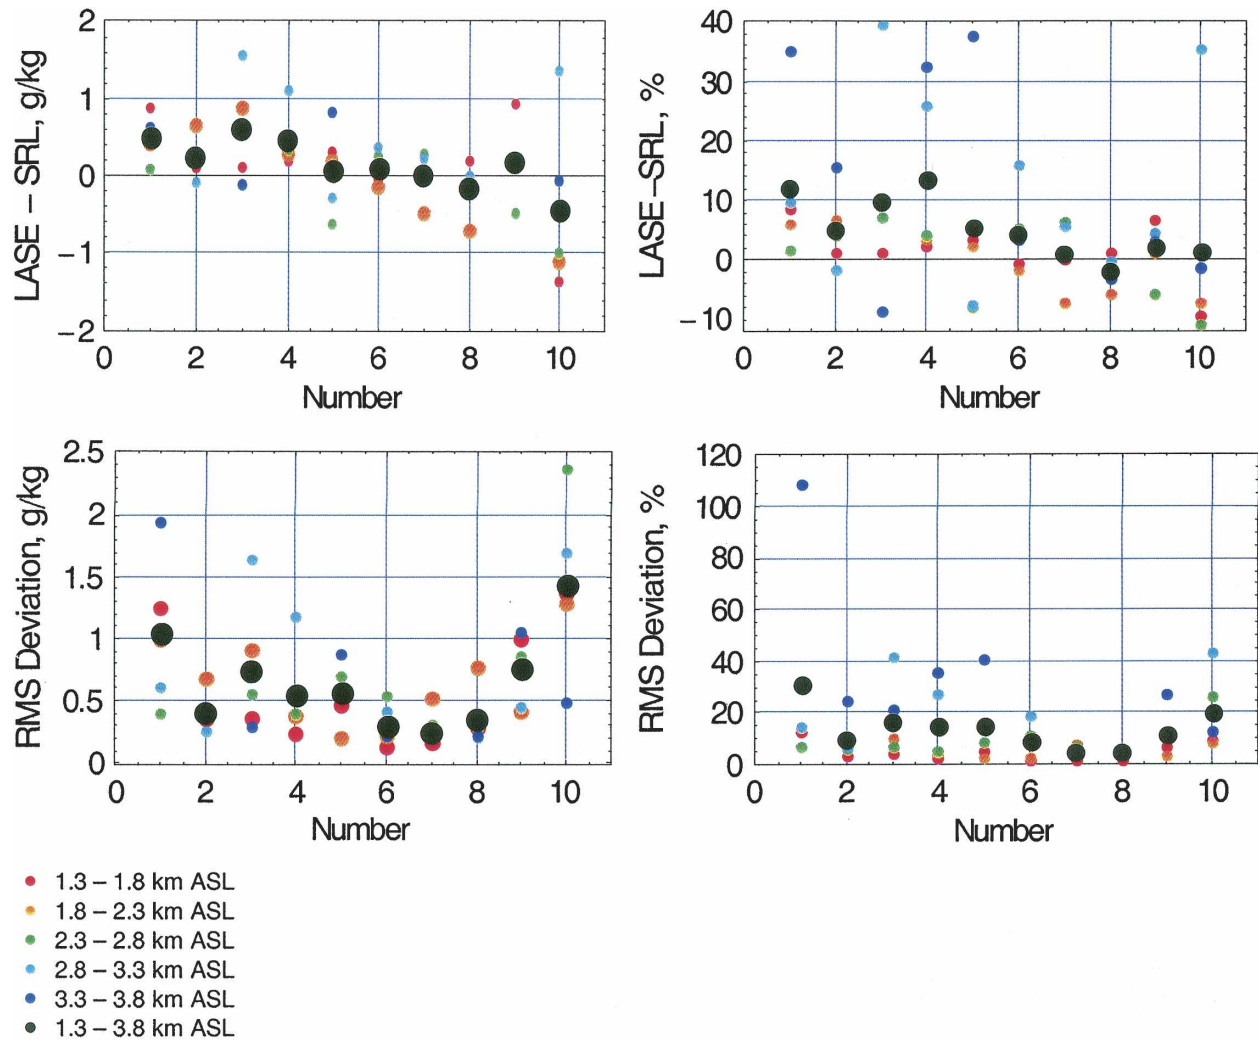 2
1
0
−1
−2
LASE – SRL, g/kg
0 2 4 6 8 10
Number
40
30
20
10
0
−10
LASE –SRL, %
0 2 4 6 8 10
Number
2.5
2
1.5
1
0.5
0
RMS Deviation, g/kg
0 2 4 6 8 10
Number
120
100
80
60
40
20
0
RMS Deviation, %
0 2 4 6 8 10
Number
1.3 – 1.8 km ASL
1.8 – 2.3 km ASL
2.3 – 2.8 km ASL
2.8 – 3.3 km ASL
3.3 – 3.8 km ASL
1.3 – 3.8 km ASL